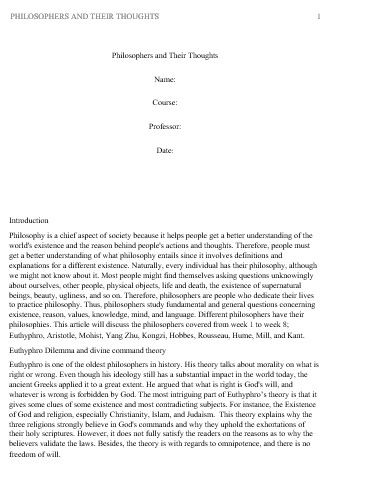 PHILOSOPHERS AND THEIR THOUGHTS 1
Philosophers and Their Thoughts
Name:
Course:
Professor:
Date:
Introduction
Philosophy is a chief aspect of society because it helps people get a better understanding of the
world's existence and the reason behind people's actions and thoughts. Therefore, people must
get a better understanding of what philosophy entails since it involves definitions and
explanations for a different existence. Naturally, every individual has their philosophy, although
we might not know about it. Most people might find themselves asking questions unknowingly
about ourselves, other people, physical objects, life and death, the existence of supernatural
beings, beauty, ugliness, and so on. Therefore, philosophers are people who dedicate their lives
to practice philosophy. Thus, philosophers study fundamental and general questions concerning
existence, reason, values, knowledge, mind, and language. Different philosophers have their
philosophies. This article will discuss the philosophers covered from week 1 to week 8;
Euthyphro, Aristotle, Mohist, Yang Zhu, Kongzi, Hobbes, Rousseau, Hume, Mill, and Kant.
Euthyphro Dilemma and divine command theory
Euthyphro is one of the oldest philosophers in history. His theory talks about morality on what is
right or wrong. Even though his ideology still has a substantial impact in the world today, the
ancient Greeks applied it to a great extent. He argued that what is right is God's will, and
whatever is wrong is forbidden by God. The most intriguing part of Euthyphro's theory is that it
gives some clues of some existence and most contradicting subjects. For instance, the Existence
of God and religion, especially Christianity, Islam, and Judaism. This theory explains why the
three religions strongly believe in God's commands and why they uphold the exhortations of
their holy scriptures. However, it does not fully satisfy the readers on the reasons as to why the
believers validate the laws. Besides, the theory is with regards to omnipotence, and there is no
freedom of will.